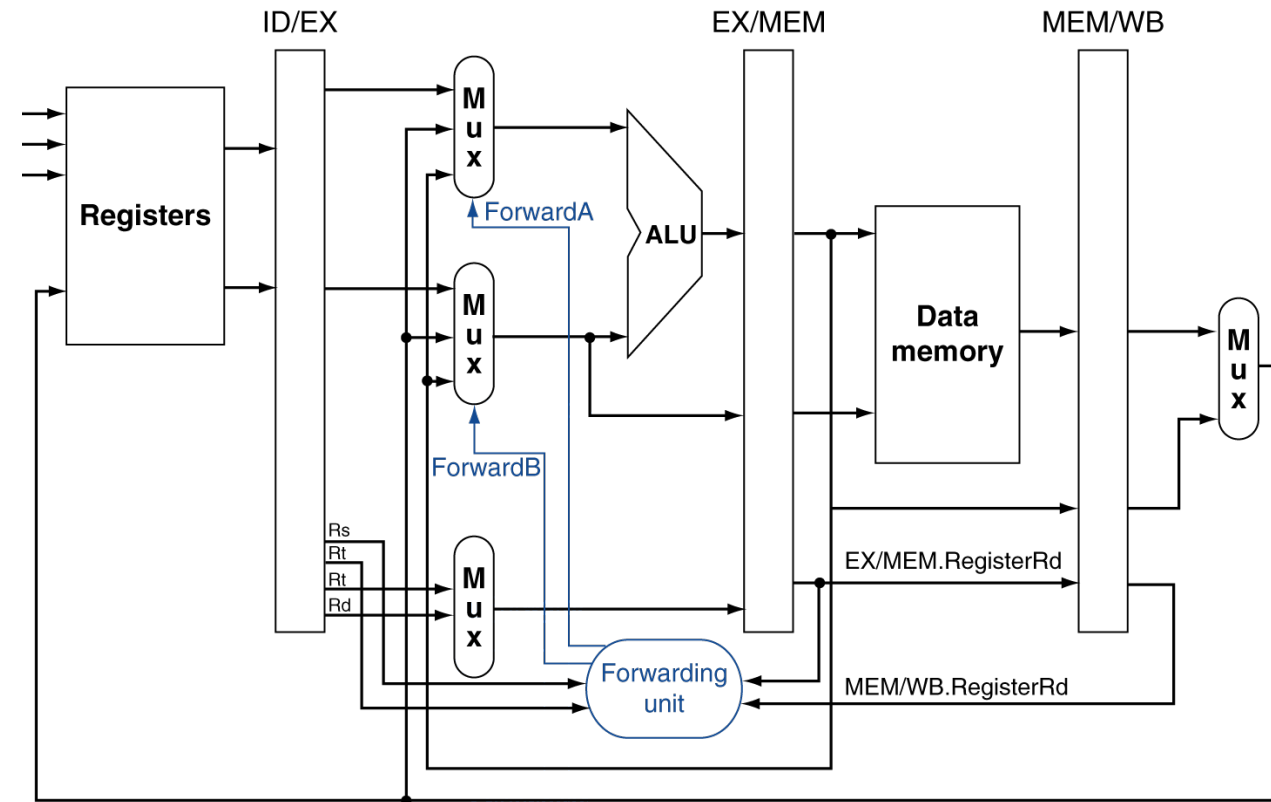 ID/EX
EX/MEM
MEM/WB
M
u
x
Registers
ForwardA
ALU
M
u
x
Data
memory
M
u
x
ForwardB
Rs
Rt
Rt
Rd
M
u
x
EX/MEM.RegisterRd
Forwarding
unit
MEM/WB.RegisterRd